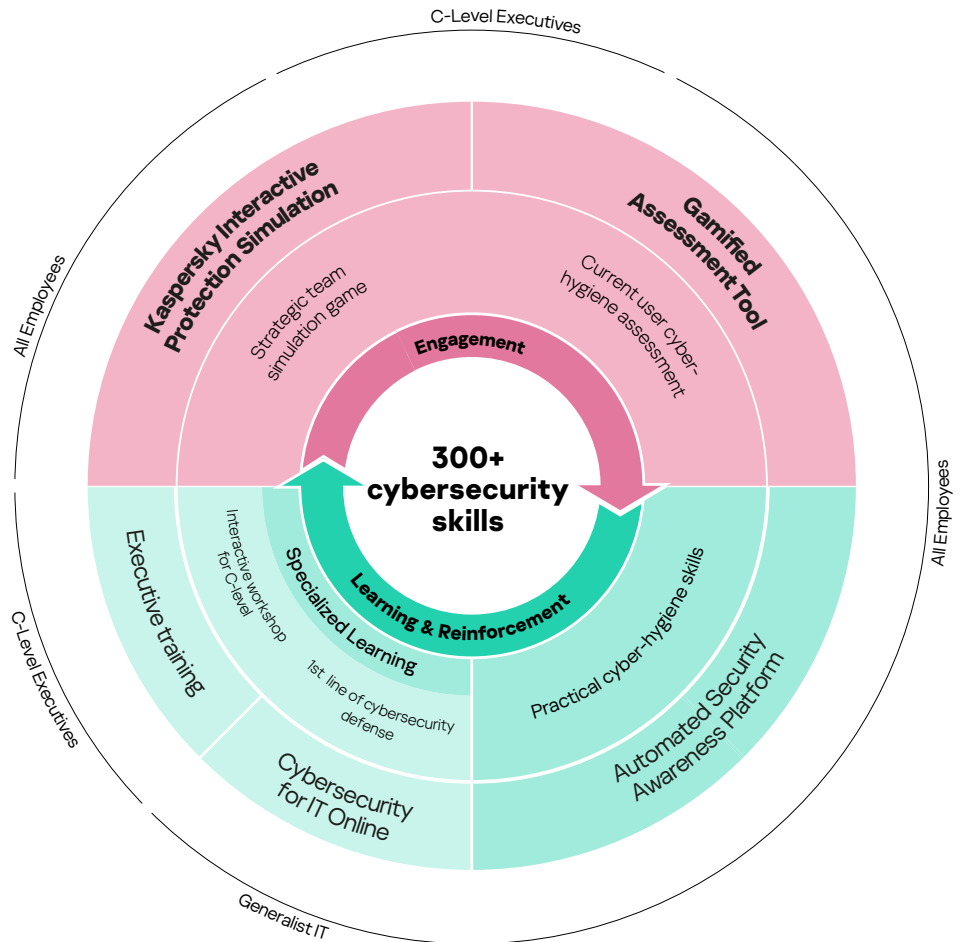 C-Level Executives
All Employees
Kaspersky Interactive
Protection Simulation
Gamified
Assessment Tool
Strategic team
simulation game
Current user cyber-
hygiene assessment
Engagement
300+
cybersecurity
skills
All Employees
Learning & Reinforcement
Specialized Learning
Interactive workshop
for C-level
1st line of cybersecurity
defense
Practical cyber-hygiene skills
Executive training
Cybersecurity
for IT Online
Automated Security
Awareness Platform
C-Level Executives
Generalist IT